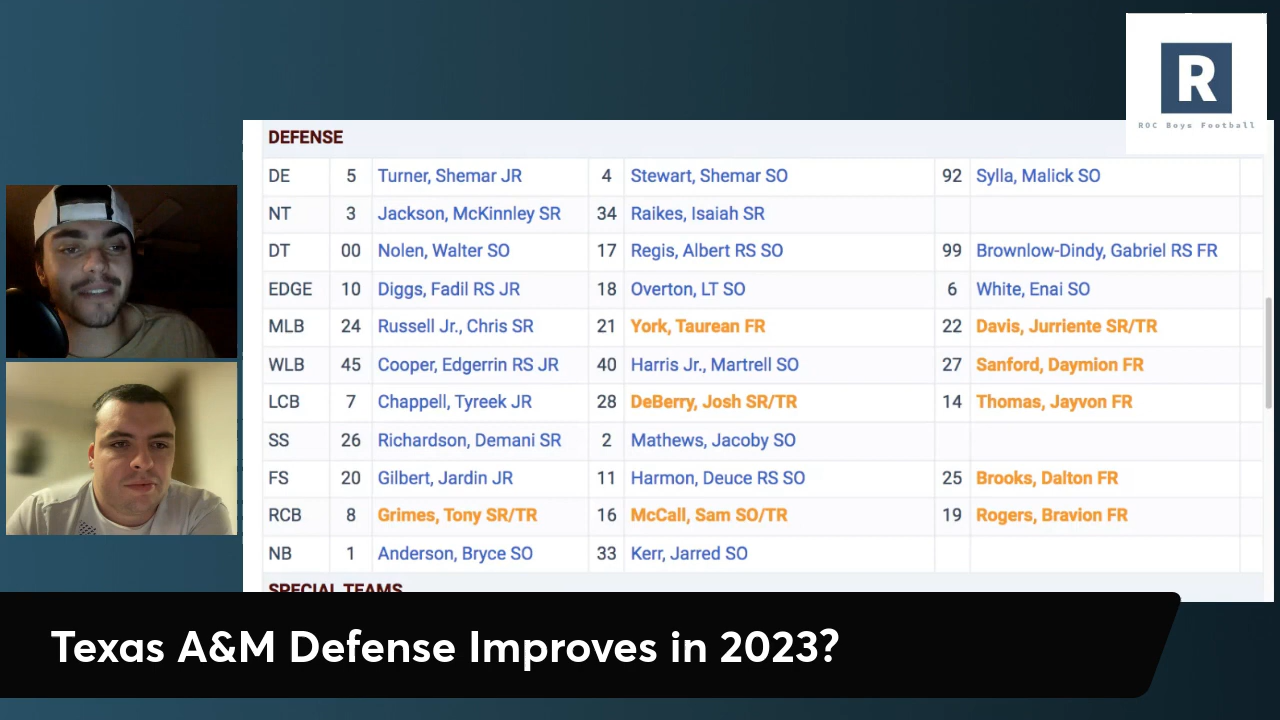 R
ROC Boys Football
DEFENSE
DE 5 Turner, Shemar JR 4 Stewart, Shemar SO 92 Sylla, Malick SO
NT 3 Jackson, McKinnley SR 34 Raikes, Isaiah SR
DT 00 Nolen, Walter SO 17 Regis, Albert RS SO 99 Brownlow-Dindy, Gabriel RS FR
EDGE 10 Diggs, Fadil RS JR 18 Overton, LT SO 6 White, Enai SO
MLB 24 Russell Jr., Chris SR 21 York, Taurean FR 22 Davis, Jurriente SR/TR
WLB 45 Cooper, Edgerrin RS JR 40 Harris Jr., Martrell SO 27 Sanford, Daymion FR
LCB 7 Chappell, Tyreek JR 28 DeBerry, Josh SR/TR 14 Thomas, Jayvon FR
SS 26 Richardson, Demani SR 2 Mathews, Jacoby SO
FS 20 Gilbert, Jardin JR 11 Harmon, Deuce RS SO 25 Brooks, Dalton FR
RCB 8 Grimes, Tony SR/TR 16 McCall, Sam SO/TR 19 Rogers, Bravion FR
NB 1 Anderson, Bryce SO 33 Kerr, Jarred SO
SPECIAL TEAMS
Texas A&M Defense Improves in 2023?